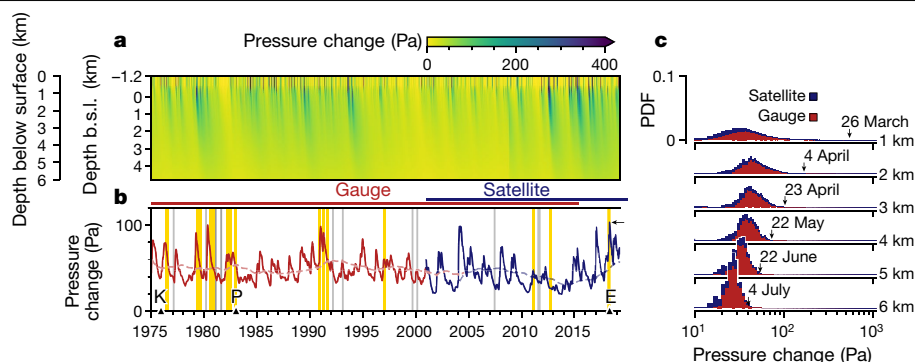 a
Pressure change (Pa)
0 200 400
Depth below surface (km)
0
1
2
3
4
5
6
Depth b.s.l. (km)
−1.2
0
1
2
3
4
b
Gauge
Satellite
Pressure
change (Pa)
100
0
K
P
E
1975 1980 1985 1990 1995 2000 2005 2010 2015
c
PDF
0.1
0
Satellite
Gauge
26 March
1 km
4 April
2 km
23 April
3 km
22 May
4 km
22 June
5 km
4 July
6 km
10¹ 10² 10³
Pressure change (Pa)